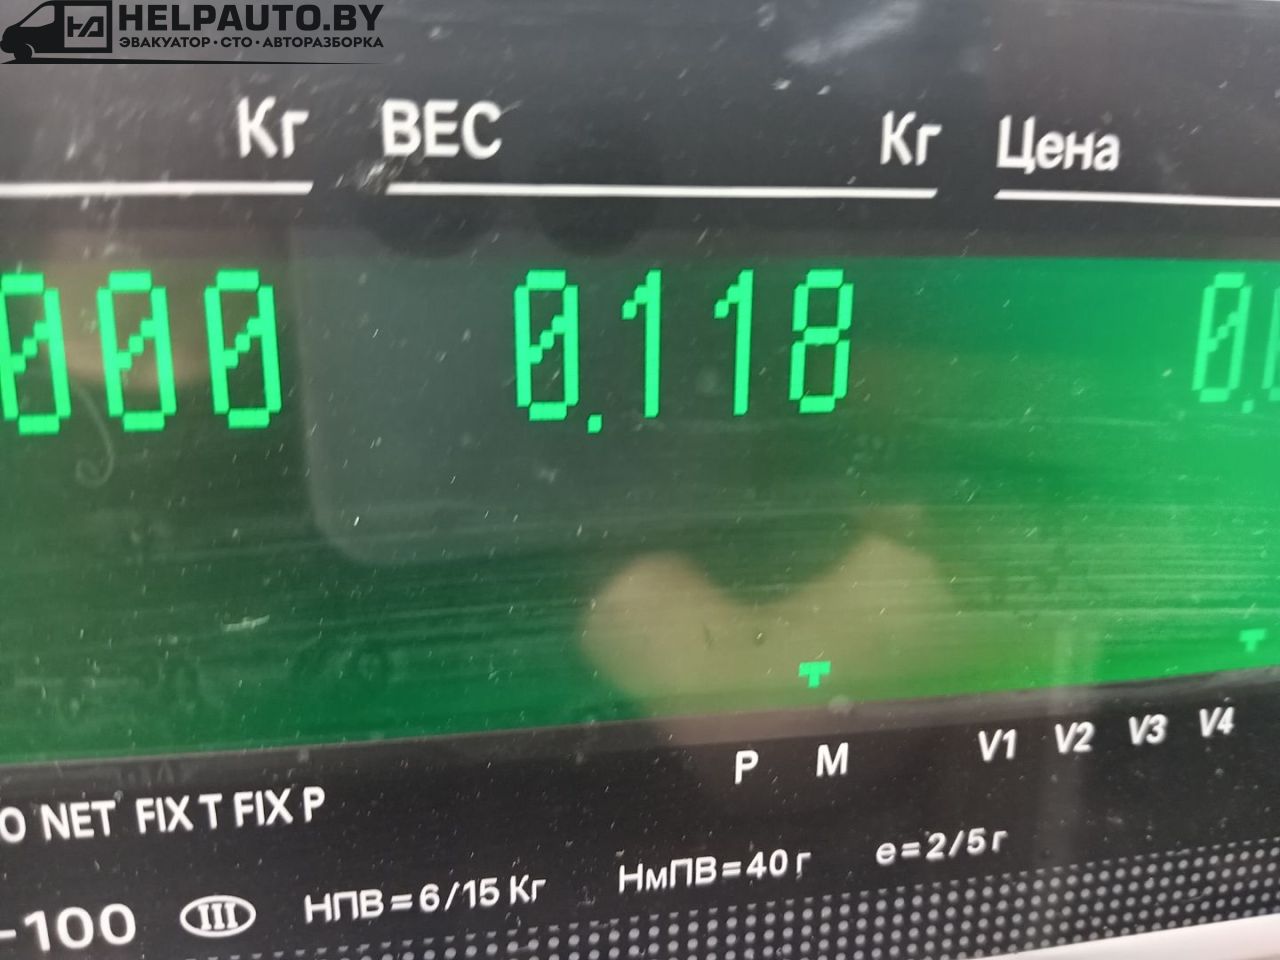 HELPAUTO.BY
ЭВАКУАТОР·СТО·АВТОРАЗБОРКА
Кг ВЕС Кг Цена
000 0.118 0.
P M V1 V2 V3 V4
O NET FIX T FIX P
-100 III НПВ=6/15 Кг НмПВ=40 г e=2/5 г